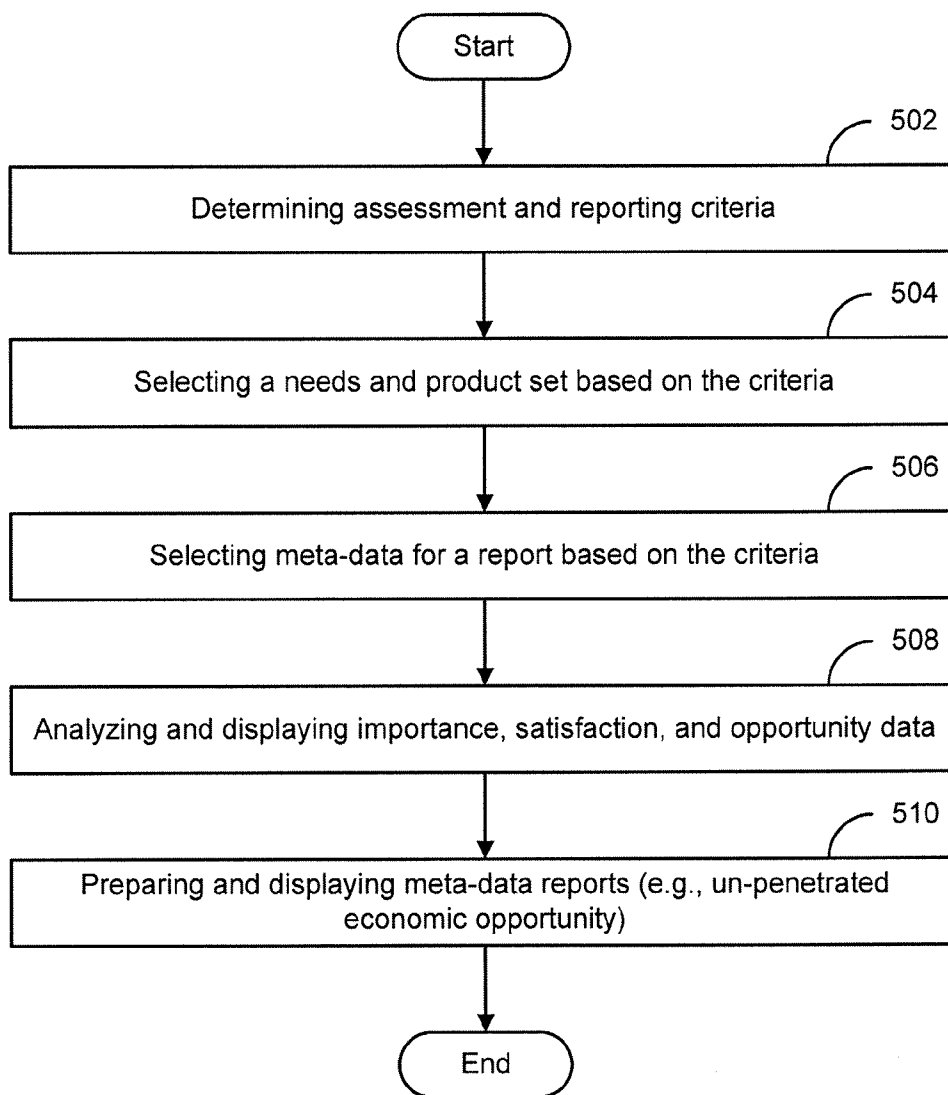 Start
502
Determining assessment and reporting criteria
504
Selecting a needs and product set based on the criteria
506
Selecting meta-data for a report based on the criteria
508
Analyzing and displaying importance, satisfaction, and opportunity data
510
Preparing and displaying meta-data reports (e.g., un-penetrated
economic opportunity)
End